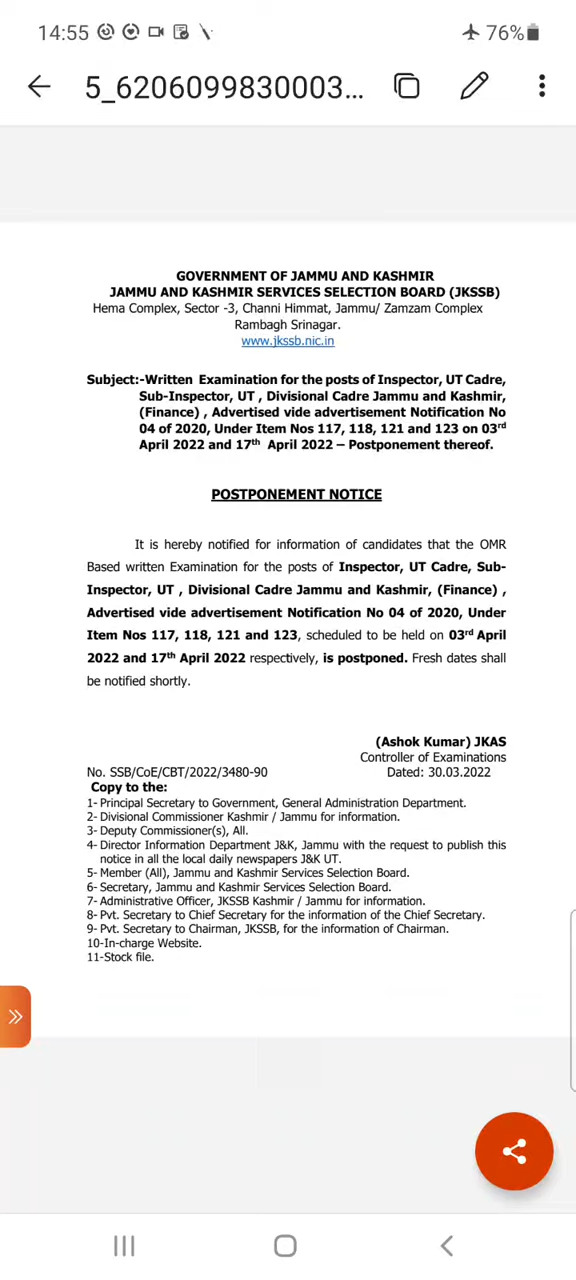 14:55
76%
5_6206099830003...
GOVERNMENT OF JAMMU AND KASHMIR
JAMMU AND KASHMIR SERVICES SELECTION BOARD (JKSSB)
Hema Complex, Sector -3, Channi Himmat, Jammu/ Zamzam Complex
Rambagh Srinagar.
www.jkssb.nic.in
Subject:-Written Examination for the posts of Inspector, UT Cadre,
Sub-Inspector, UT , Divisional Cadre Jammu and Kashmir,
(Finance) , Advertised vide advertisement Notification No
04 of 2020, Under Item Nos 117, 118, 121 and 123 on 03rd
April 2022 and 17th April 2022 – Postponement thereof.
POSTPONEMENT NOTICE
It is hereby notified for information of candidates that the OMR
Based written Examination for the posts of Inspector, UT Cadre, Sub-
Inspector, UT , Divisional Cadre Jammu and Kashmir, (Finance) ,
Advertised vide advertisement Notification No 04 of 2020, Under
Item Nos 117, 118, 121 and 123, scheduled to be held on 03rd April
2022 and 17th April 2022 respectively, is postponed. Fresh dates shall
be notified shortly.
(Ashok Kumar) JKAS
Controller of Examinations
No. SSB/CoE/CBT/2022/3480-90 Dated: 30.03.2022
Copy to the:
1- Principal Secretary to Government, General Administration Department.
2- Divisional Commissioner Kashmir / Jammu for information.
3- Deputy Commissioner(s), All.
4- Director Information Department J&K, Jammu with the request to publish this
notice in all the local daily newspapers J&K UT.
5- Member (All), Jammu and Kashmir Services Selection Board.
6- Secretary, Jammu and Kashmir Services Selection Board.
7- Administrative Officer, JKSSB Kashmir / Jammu for information.
8- Pvt. Secretary to Chief Secretary for the information of the Chief Secretary.
9- Pvt. Secretary to Chairman, JKSSB, for the information of Chairman.
10-In-charge Website.
11-Stock file.